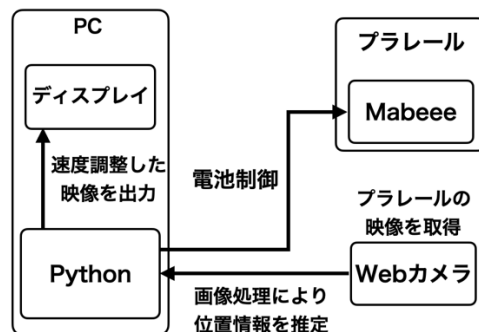 PC
ディスプレイ
速度調整した
映像を出力
Python
電池制御
プラレール
Mabeee
プラレールの
映像を取得
Webカメラ
画像処理により
位置情報を推定